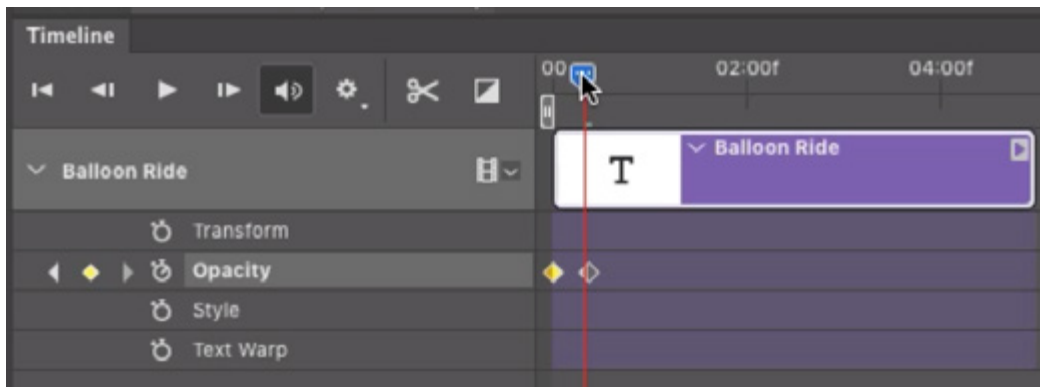 Timeline
00 02:00f 04:00f
Balloon Ride T Balloon Ride
Transform
Opacity
Style
Text Warp